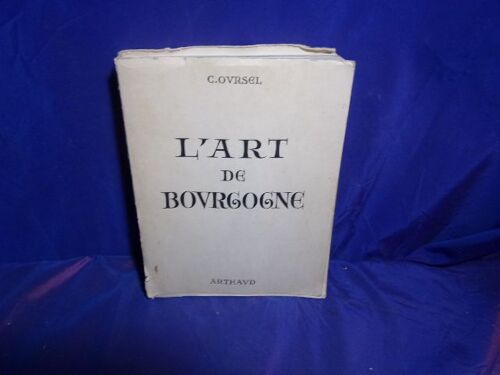 C. OVRSEL
L'ART
DE
BOVRGOGNE
ARTHAVD